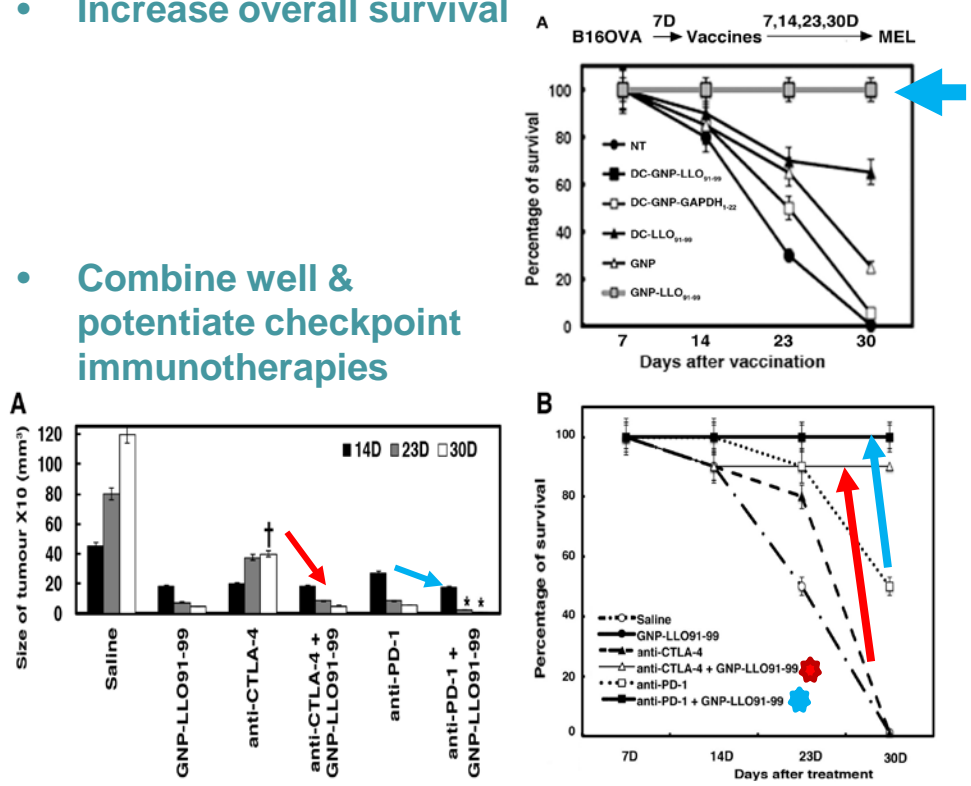 • Increase overall survival
A
7D 7,14,23,30D
B16OVA Vaccines MEL
Percentage of survival
100
80
60
40
20
0
NT
DC-GNP-LLO91-99
DC-GNP-GAPDH1-22
DC-LLO91-99
GNP
GNP-LLO91-99
7 14 23 30
Days after vaccination
• Combine well &
potentiate checkpoint
immunotherapies
A
Size of tumour X10 (mm³)
120
100
80
60
40
20
0
14D 23D 30D
†
* *
Saline
GNP-LLO91-99
anti-CTLA-4
anti-CTLA-4 +
GNP-LLO91-99
anti-PD-1
anti-PD-1 +
GNP-LLO91-99
B
Percentage of survival
100
80
60
40
20
0
Saline
GNP-LLO91-99
anti-CTLA-4
anti-CTLA-4 + GNP-LLO91-99
anti-PD-1
anti-PD-1 + GNP-LLO91-99
7D 14D 23D 30D
Days after treatment